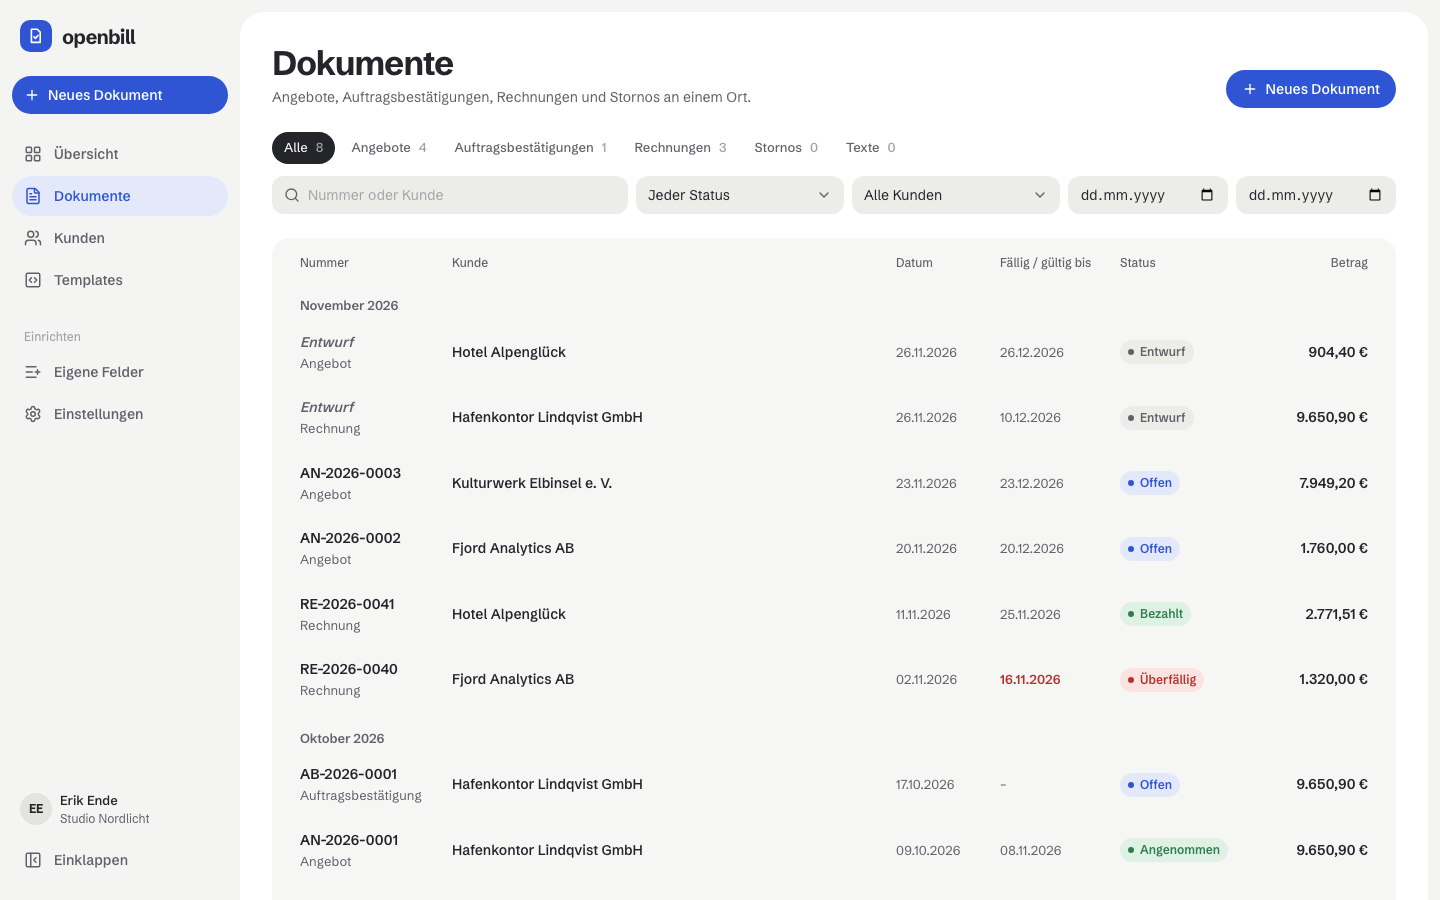 openbill
Neues Dokument
Übersicht
Dokumente
Kunden
Templates
Einrichten
Eigene Felder
Einstellungen
EE
Erik Ende
Studio Nordlicht
Einklappen
Dokumente
Angebote, Auftragsbestätigungen, Rechnungen und Stornos an einem Ort.
Neues Dokument
Alle 8 Angebote 4 Auftragsbestätigungen 1 Rechnungen 3 Stornos 0 Texte 0
Nummer oder Kunde Jeder Status Alle Kunden dd.mm.yyyy dd.mm.yyyy
Nummer Kunde Datum Fällig / gültig bis Status Betrag
November 2026
Entwurf
Angebot
Hotel Alpenglück 26.11.2026 26.12.2026 Entwurf 904,40 €
Entwurf
Rechnung
Hafenkontor Lindqvist GmbH 26.11.2026 10.12.2026 Entwurf 9.650,90 €
AN-2026-0003
Angebot
Kulturwerk Elbinsel e. V. 23.11.2026 23.12.2026 Offen 7.949,20 €
AN-2026-0002
Angebot
Fjord Analytics AB 20.11.2026 20.12.2026 Offen 1.760,00 €
RE-2026-0041
Rechnung
Hotel Alpenglück 11.11.2026 25.11.2026 Bezahlt 2.771,51 €
RE-2026-0040
Rechnung
Fjord Analytics AB 02.11.2026 16.11.2026 Überfällig 1.320,00 €
Oktober 2026
AB-2026-0001
Auftragsbestätigung
Hafenkontor Lindqvist GmbH 17.10.2026 – Offen 9.650,90 €
AN-2026-0001
Angebot
Hafenkontor Lindqvist GmbH 09.10.2026 08.11.2026 Angenommen 9.650,90 €